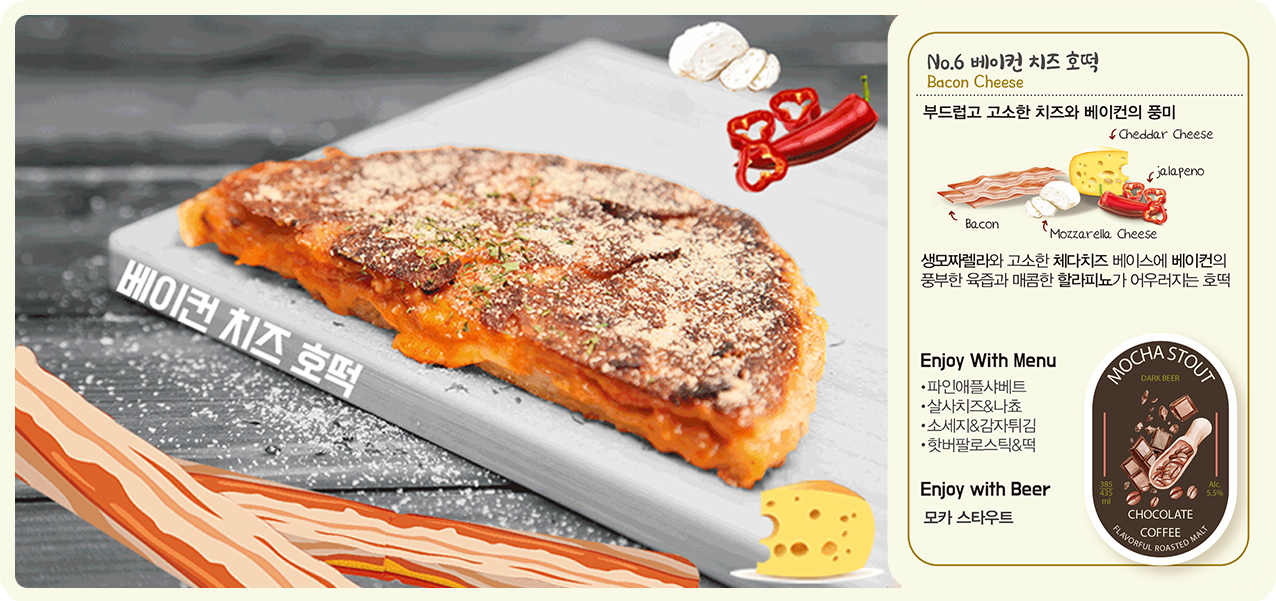 베이컨 치즈 호떡
No.6 베이컨 치즈 호떡
Bacon Cheese
부드럽고 고소한 치즈와 베이컨의 풍미
Cheddar Cheese
jalapeno
Bacon
Mozzarella Cheese
생모짜렐라와 고소한 체다치즈 베이스에 베이컨의
풍부한 육즙과 매콤한 할라피뇨가 어우러지는 호떡
Enjoy With Menu
•파인애플샤베트
•살사치즈&나쵸
•소세지&감자튀김
•핫버팔로스틱&떡
Enjoy with Beer
모카 스타우트
MOCHA STOUT
DARK BEER
385
435
ml
Alc.
5.5%
CHOCOLATE
COFFEE
FLAVORFUL ROASTED MALT